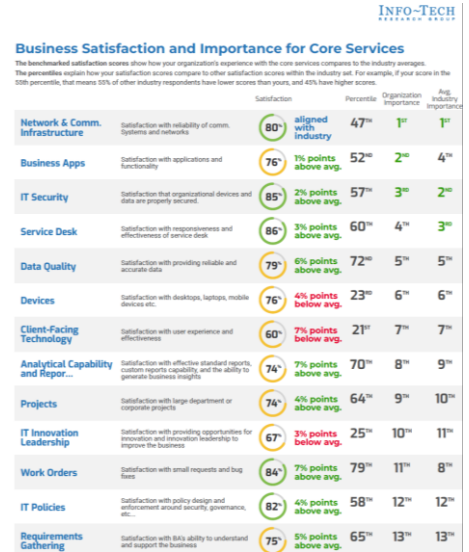 INFO~TECH
RESEARCH GROUP
Business Satisfaction and Importance for Core Services
The benchmarked satisfaction scores show how your organization's experience with the core services compares to the industry averages.
The percentiles explain how your satisfaction scores compare to other satisfaction scores within the industry set. For example, if your score in the
55th percentile, that means 55% of other industry respondents have lower scores than yours, and 45% have higher scores.
Satisfaction Percentile Organization Importance Avg. Industry Importance
Network & Comm. Infrastructure
Satisfaction with reliability of comm. Systems and networks
80% aligned with industry 47TH 1ST 1ST
Business Apps
Satisfaction with applications and functionality
76% 1% points above avg. 52ND 2ND 4TH
IT Security
Satisfaction that organizational devices and data are properly secured.
85% 2% points above avg. 57TH 3RD 2ND
Service Desk
Satisfaction with responsiveness and effectiveness of service desk
86% 3% points above avg. 60TH 4TH 3RD
Data Quality
Satisfaction with providing reliable and accurate data
79% 6% points above avg. 72ND 5TH 5TH
Devices
Satisfaction with desktops, laptops, mobile devices etc.
76% 4% points below avg. 23RD 6TH 6TH
Client-Facing Technology
Satisfaction with user experience and effectiveness
60% 7% points below avg. 21ST 7TH 7TH
Analytical Capability and Repor...
Satisfaction with effective standard reports, custom reports capability, and the ability to generate business insights
74% 7% points above avg. 70TH 8TH 9TH
Projects
Satisfaction with large department or corporate projects
74% 4% points above avg. 64TH 9TH 10TH
IT Innovation Leadership
Satisfaction with providing opportunities for innovation and innovation leadership to improve the business
67% 3% points below avg. 25TH 10TH 11TH
Work Orders
Satisfaction with small requests and bug fixes
84% 7% points above avg. 79TH 11TH 8TH
IT Policies
Satisfaction with policy design and enforcement around security, governance, etc...
82% 4% points above avg. 58TH 12TH 12TH
Requirements Gathering
Satisfaction with BA's ability to understand and support the business
75% 5% points above avg. 65TH 13TH 13TH